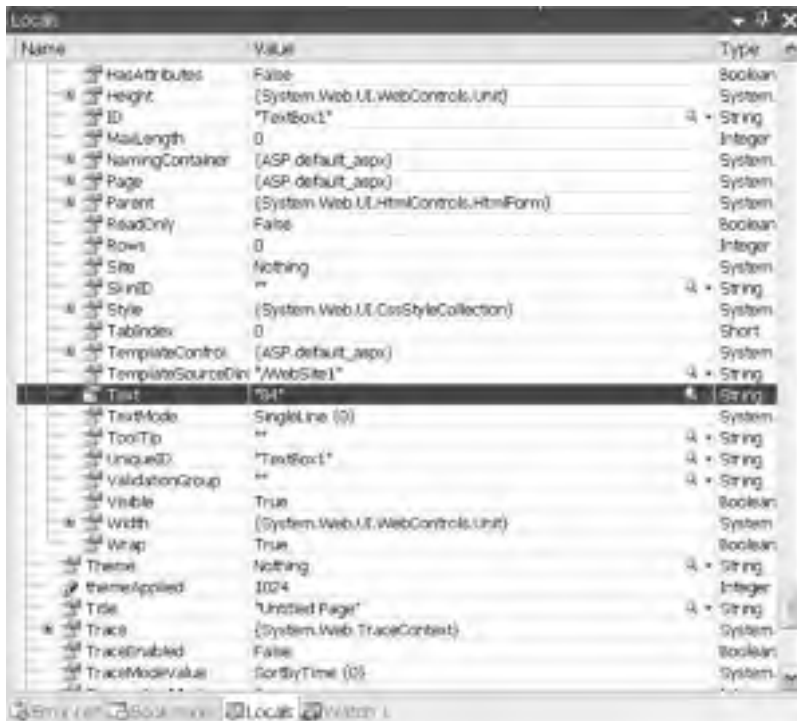 Locals
Name Value Type
HasAttributes False Boolean
Height {System.Web.UI.WebControls.Unit} System.
ID "TextBox1" String
MaxLength 0 Integer
NamingContainer {ASP.default_aspx} System.
Page {ASP.default_aspx} System.
Parent {System.Web.UI.HtmlControls.HtmlForm} System.
ReadOnly False Boolean
Rows 0 Integer
Site Nothing System.
SkinID "" String
Style {System.Web.UI.CssStyleCollection} System.
TabIndex 0 Short
TemplateControl {ASP.default_aspx} System.
TemplateSourceDire "/WebSite1" String
Text "84" String
TextMode SingleLine {0} System.
ToolTip "" String
UniqueID "TextBox1" String
ValidationGroup "" String
Visible True Boolean
Width {System.Web.UI.WebControls.Unit} System.
Wrap True Boolean
Theme Nothing String
themeApplied 1024 Integer
Title "Untitled Page" String
Trace {System.Web.TraceContext} System.
TraceEnabled False Boolean
TraceModeValue SortByTime {0} System.
Error List Bookmarks Locals Watch 1